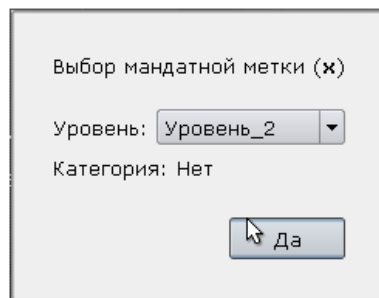 Выбор мандатной метки (x)
Уровень: Уровень_2
Категория: Нет
Да